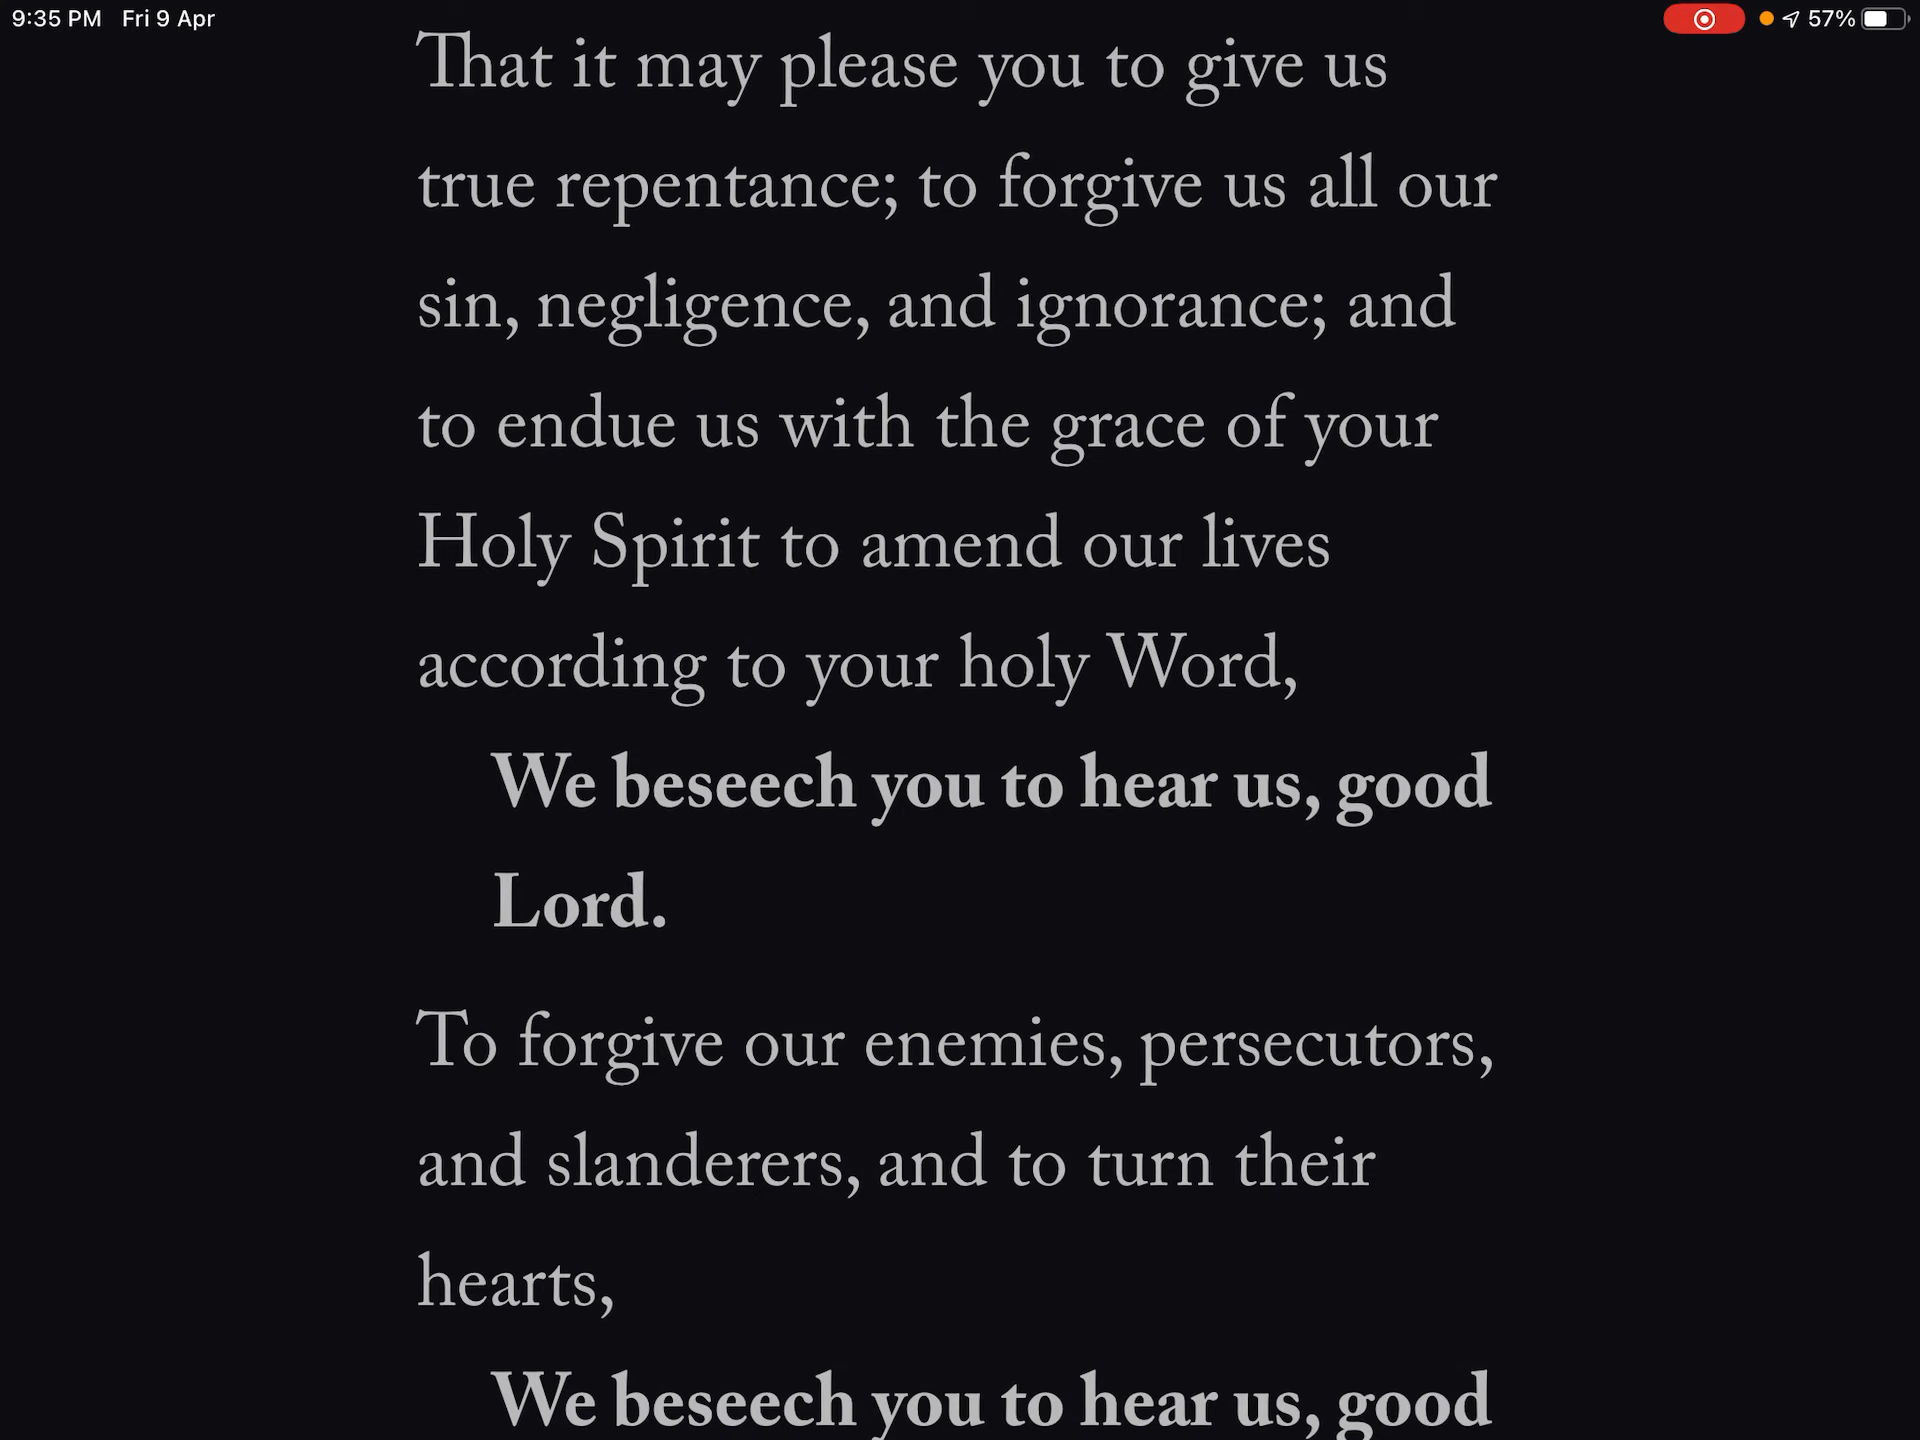 9:35 PM Fri 9 Apr 57%
That it may please you to give us
true repentance; to forgive us all our
sin, negligence, and ignorance; and
to endue us with the grace of your
Holy Spirit to amend our lives
according to your holy Word,
We beseech you to hear us, good
Lord.
To forgive our enemies, persecutors,
and slanderers, and to turn their
hearts,
We beseech you to hear us, good